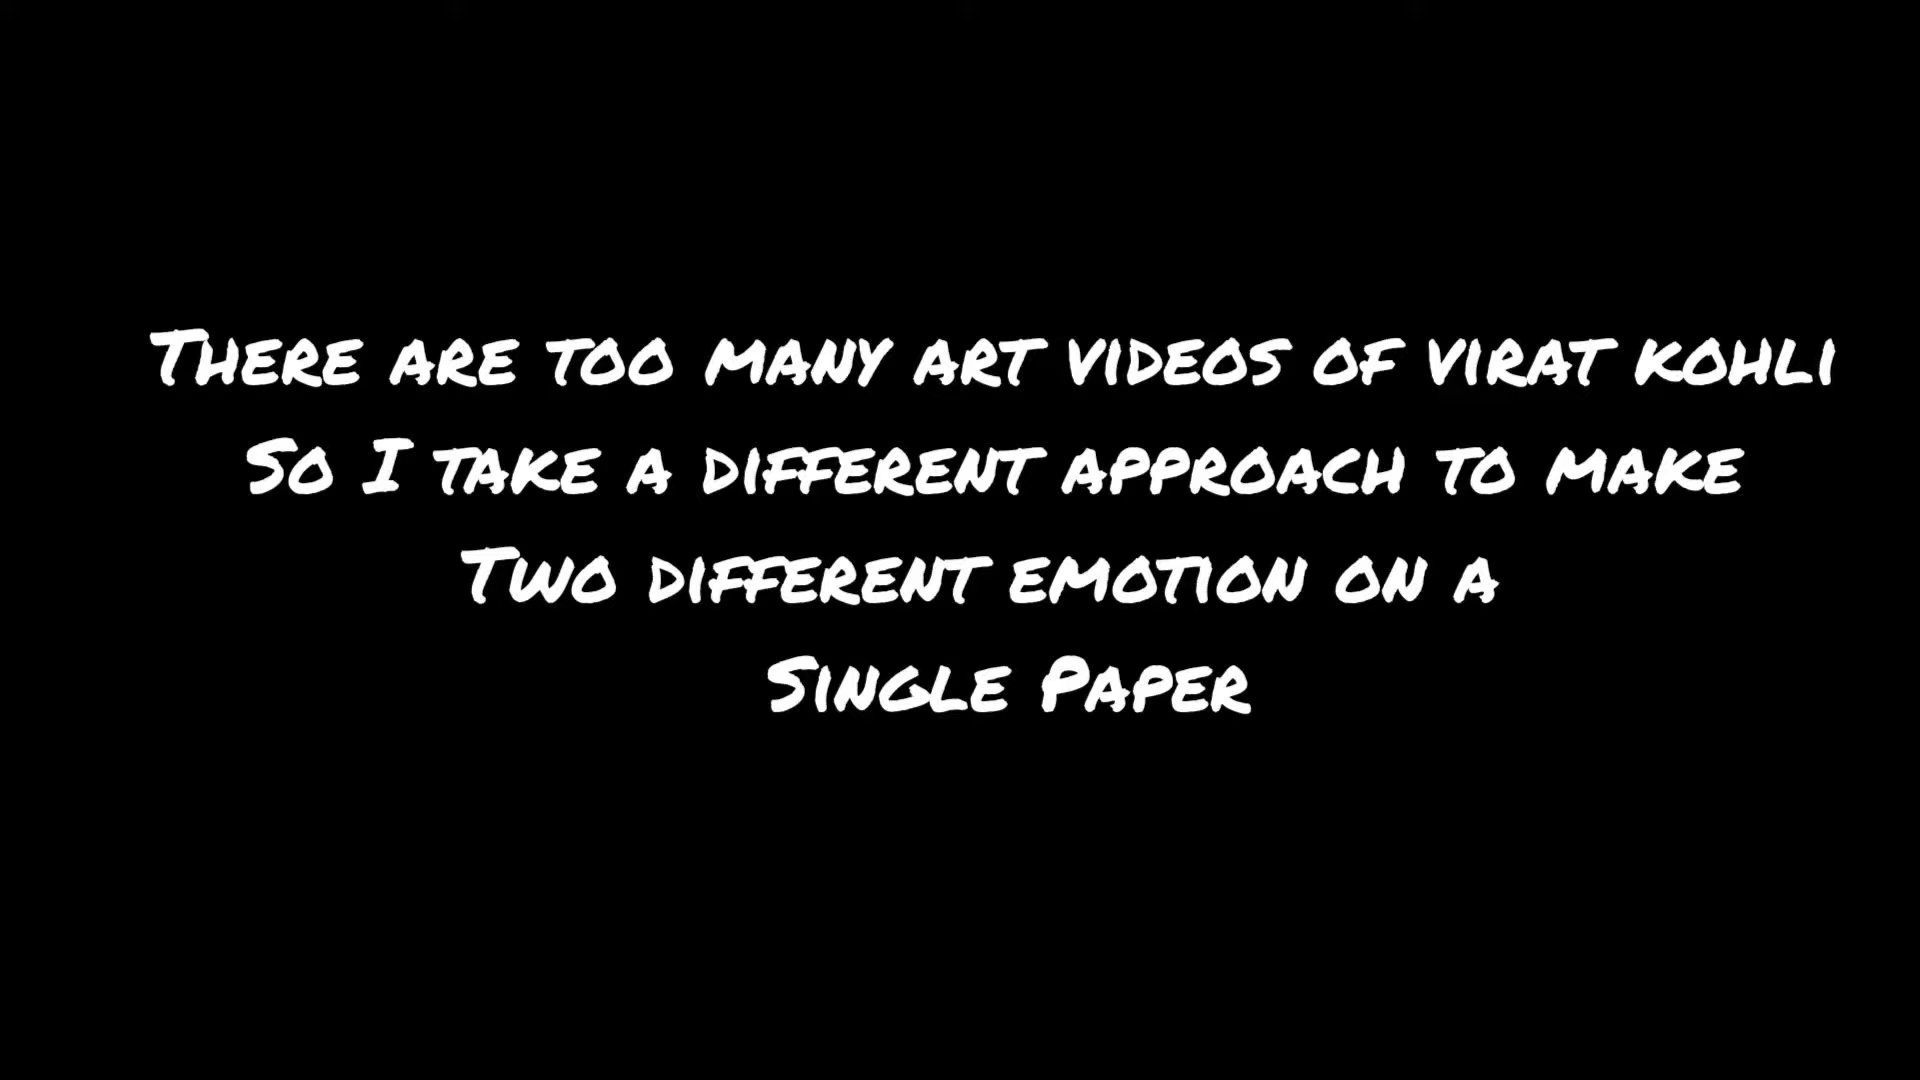 There are too many art videos of virat kohli
So I take a different approach to make
Two different emotion on a
Single Paper